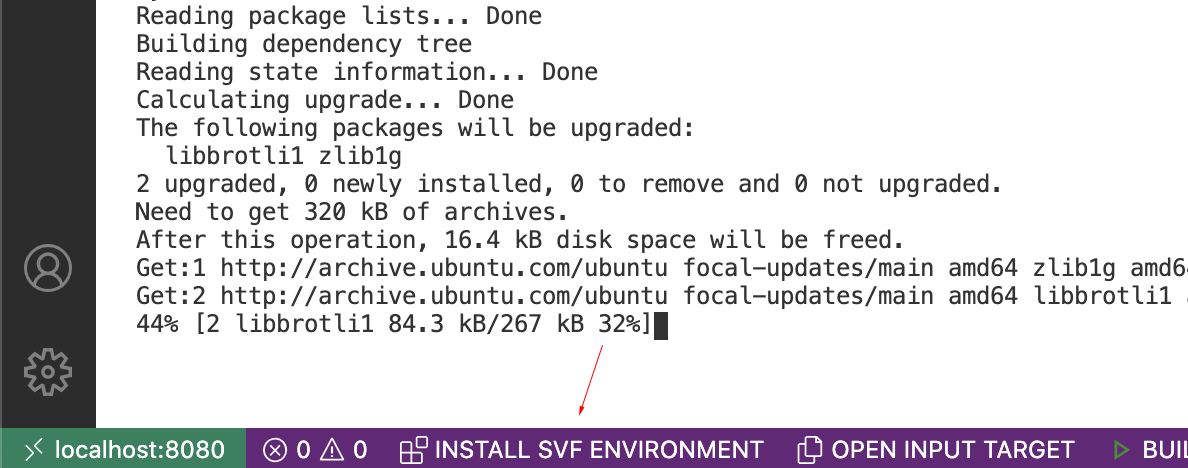 Reading package lists... Done
Building dependency tree
Reading state information... Done
Calculating upgrade... Done
The following packages will be upgraded:
  libbrotli1 zlib1g
2 upgraded, 0 newly installed, 0 to remove and 0 not upgraded.
Need to get 320 kB of archives.
After this operation, 16.4 kB disk space will be freed.
Get:1 http://archive.ubuntu.com/ubuntu focal-updates/main amd64 zlib1g amd6
Get:2 http://archive.ubuntu.com/ubuntu focal-updates/main amd64 libbrotli1
44% [2 libbrotli1 84.3 kB/267 kB 32%]
localhost:8080 0 0 INSTALL SVF ENVIRONMENT OPEN INPUT TARGET BUI